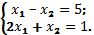 x₁ − x₂ = 5;
2x₁ + x₂ = 1.